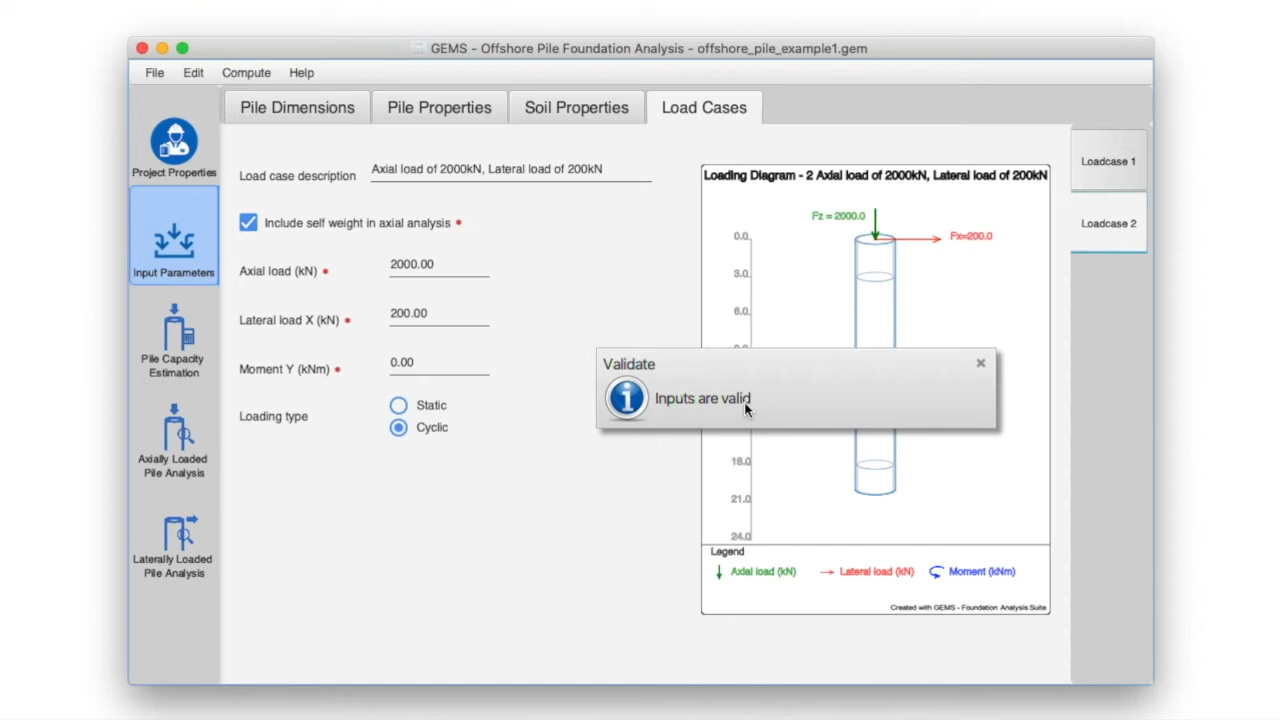 GEMS - Offshore Pile Foundation Analysis - offshore_pile_example1.gem
File Edit Compute Help
Pile Dimensions Pile Properties Soil Properties Load Cases
Project Properties
Input Parameters
Pile Capacity
Estimation
Axially Loaded
Pile Analysis
Laterally Loaded
Pile Analysis
Load case description Axial load of 2000kN, Lateral load of 200kN
Include self weight in axial analysis *
Axial load (kN) * 2000.00
Lateral load X (kN) * 200.00
Moment Y (kNm) * 0.00
Loading type Static
Cyclic
Loading Diagram - 2 Axial load of 2000kN, Lateral load of 200kN
Fz = 2000.0
Fx=200.0
0.0
3.0
6.0
18.0
21.0
24.0
Legend
Axial load (kN) Lateral load (kN) Moment (kNm)
Created with GEMS - Foundation Analysis Suite
Validate
Inputs are valid
Loadcase 1
Loadcase 2